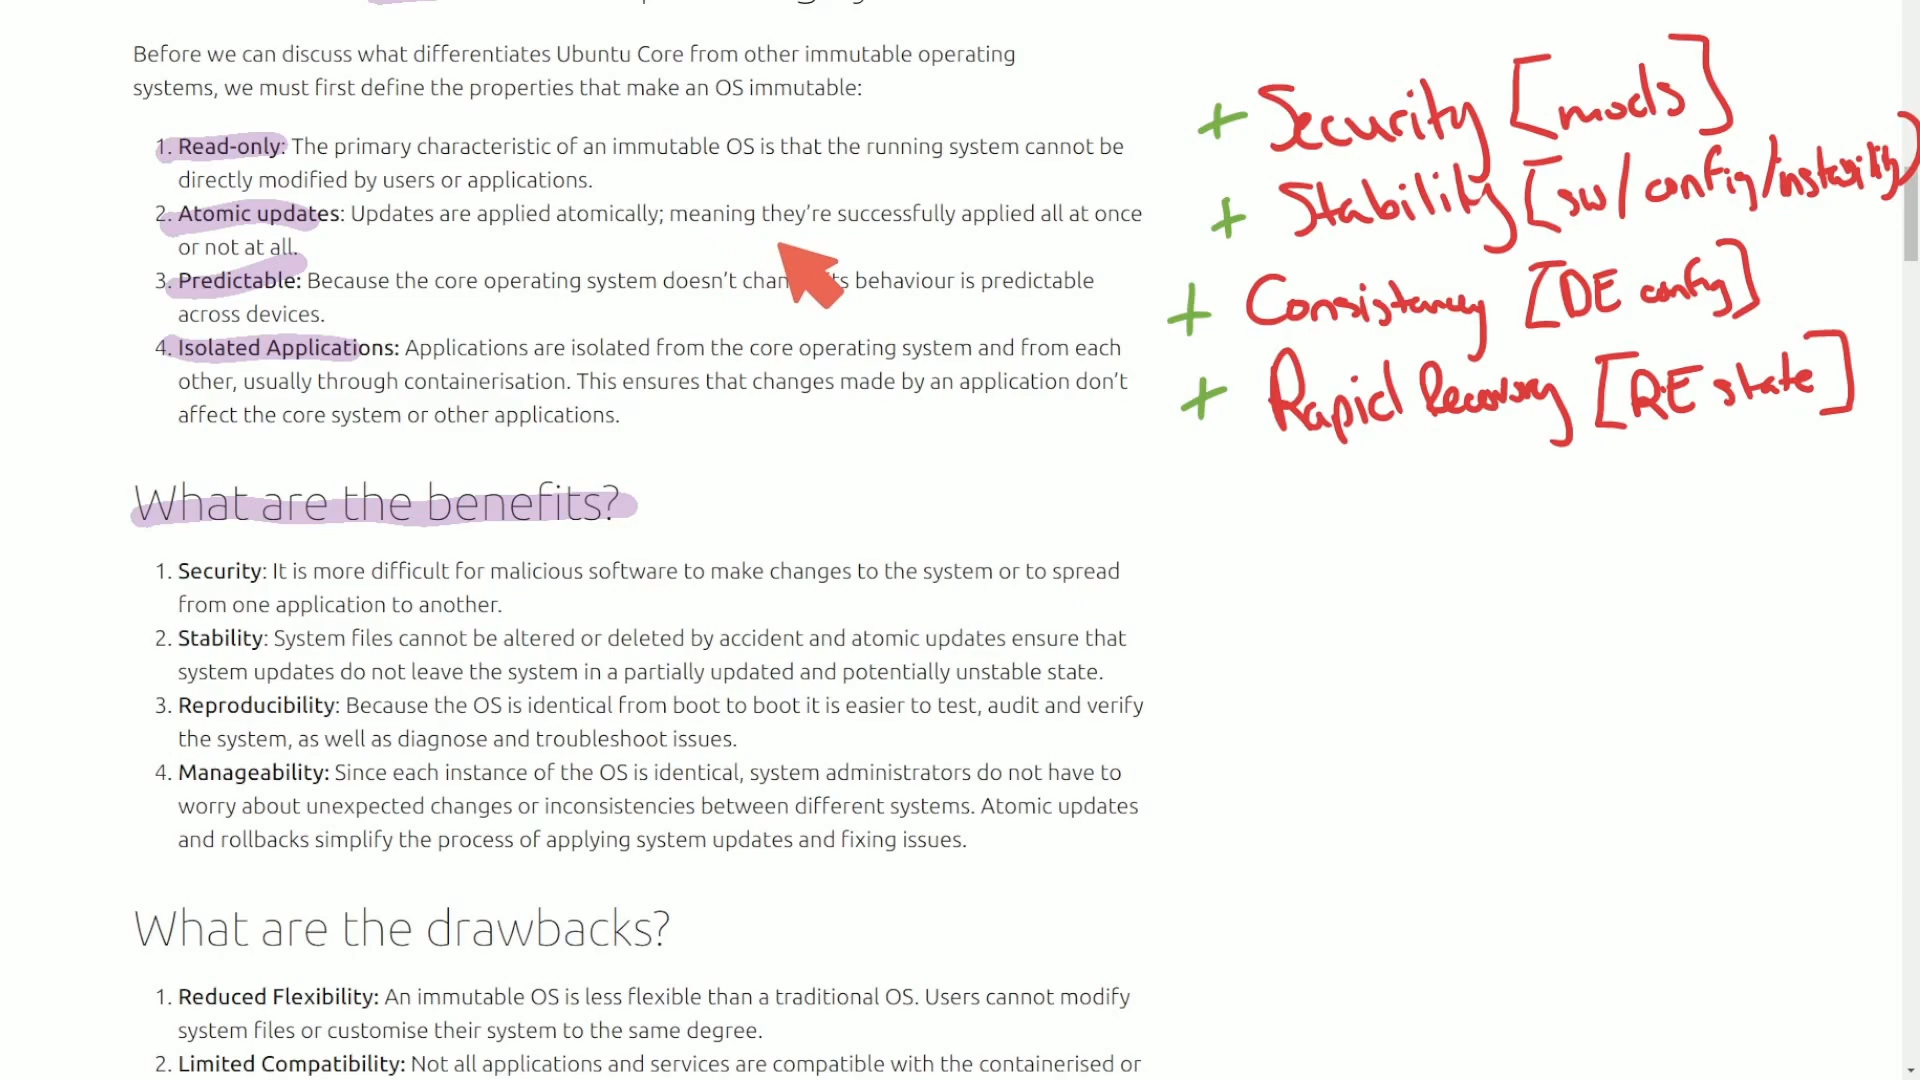 Before we can discuss what differentiates Ubuntu Core from other immutable operating
systems, we must first define the properties that make an OS immutable:
1. Read-only: The primary characteristic of an immutable OS is that the running system cannot be
directly modified by users or applications.
2. Atomic updates: Updates are applied atomically; meaning they're successfully applied all at once
or not at all.
3. Predictable: Because the core operating system doesn't chan s behaviour is predictable
across devices.
4. Isolated Applications: Applications are isolated from the core operating system and from each
other, usually through containerisation. This ensures that changes made by an application don't
affect the core system or other applications.
What are the benefits?
1. Security: It is more difficult for malicious software to make changes to the system or to spread
from one application to another.
2. Stability: System files cannot be altered or deleted by accident and atomic updates ensure that
system updates do not leave the system in a partially updated and potentially unstable state.
3. Reproducibility: Because the OS is identical from boot to boot it is easier to test, audit and verify
the system, as well as diagnose and troubleshoot issues.
4. Manageability: Since each instance of the OS is identical, system administrators do not have to
worry about unexpected changes or inconsistencies between different systems. Atomic updates
and rollbacks simplify the process of applying system updates and fixing issues.
What are the drawbacks?
1. Reduced Flexibility: An immutable OS is less flexible than a traditional OS. Users cannot modify
system files or customise their system to the same degree.
2. Limited Compatibility: Not all applications and services are compatible with the containerised or
+ Security [mods]
+ Stability [sw/config/instability)
+ Consistency [DE config]
+ Rapid Recovery [RE state]